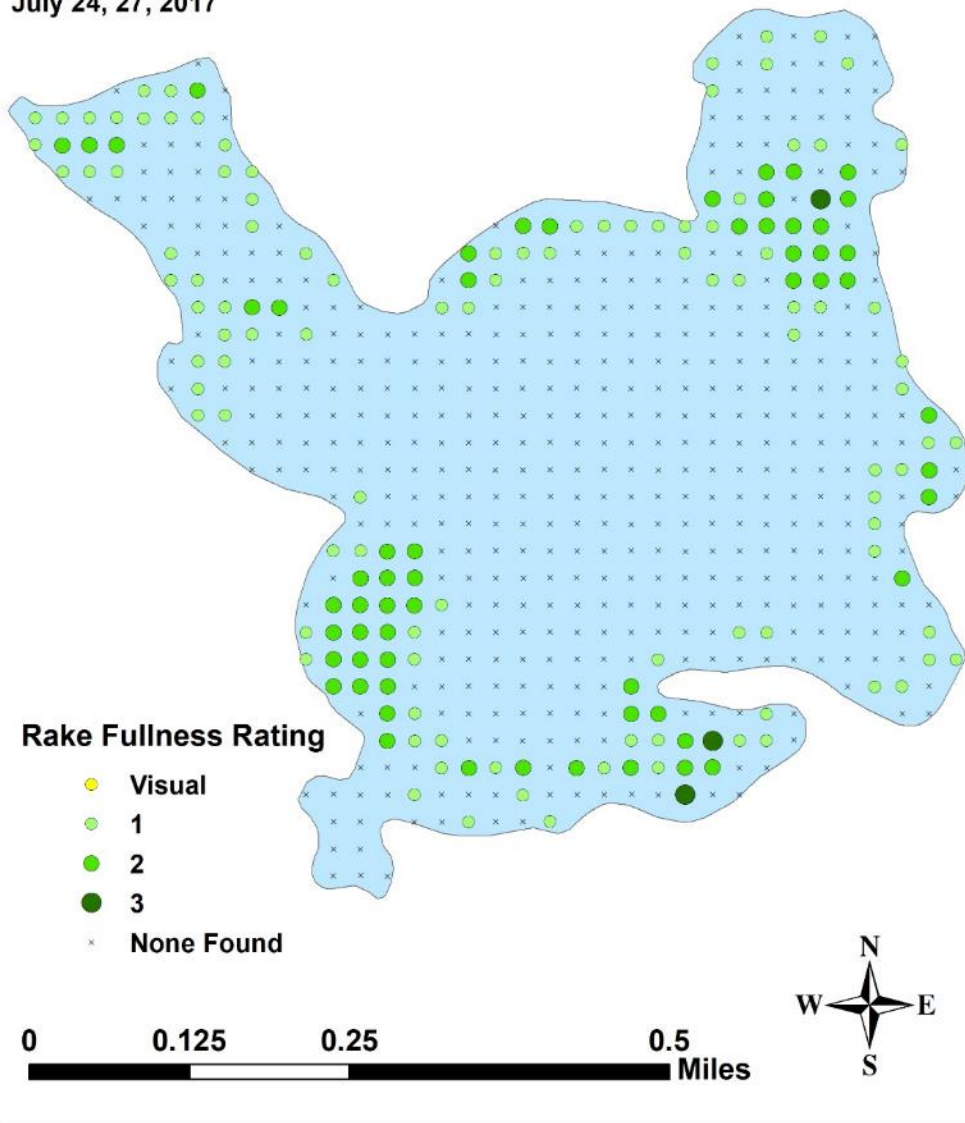 July 24, 27, 2017
Rake Fullness Rating
Visual
1
2
3
None Found
N
W E
S
0 0.125 0.25 0.5
Miles